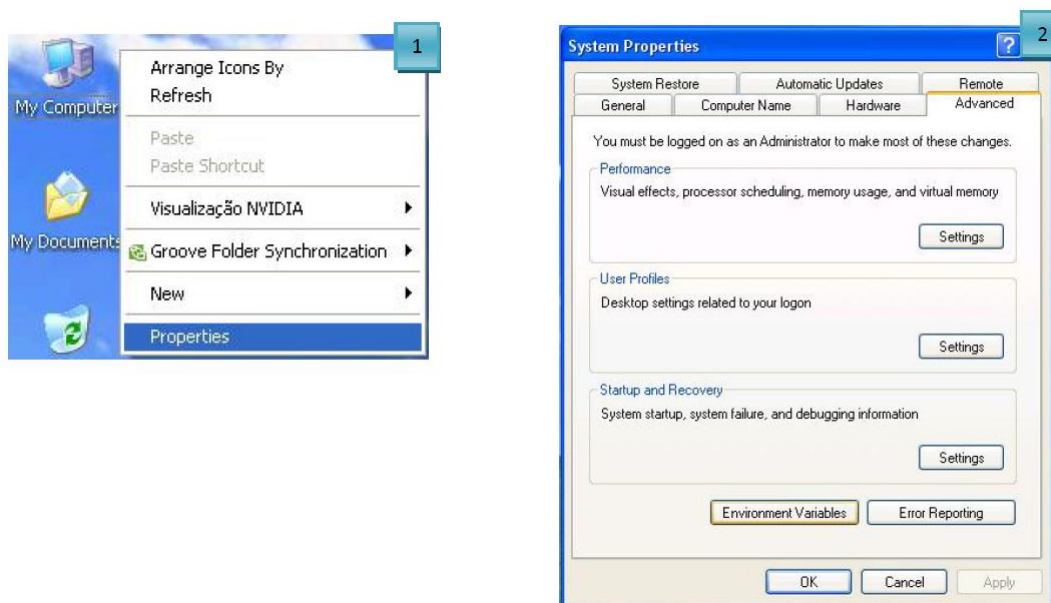 1
My Computer
My Documents
Arrange Icons By
Refresh
Paste
Paste Shortcut
Visualização NVIDIA
Groove Folder Synchronization
New
Properties
2
System Properties
System Restore Automatic Updates Remote
General Computer Name Hardware Advanced
You must be logged on as an Administrator to make most of these changes.
Performance
Visual effects, processor scheduling, memory usage, and virtual memory
Settings
User Profiles
Desktop settings related to your logon
Settings
Startup and Recovery
System startup, system failure, and debugging information
Settings
Environment Variables Error Reporting
OK Cancel Apply